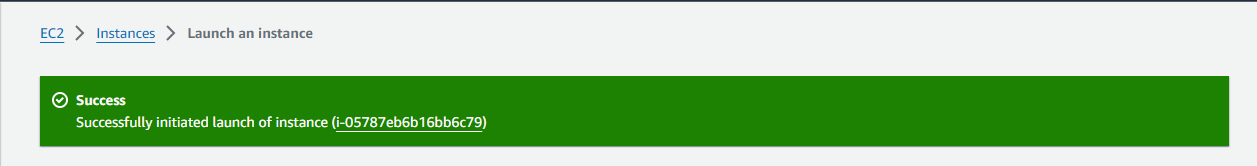 EC2 > Instances > Launch an instance
Success
Successfully initiated launch of instance (i-05787eb6b16bb6c79)